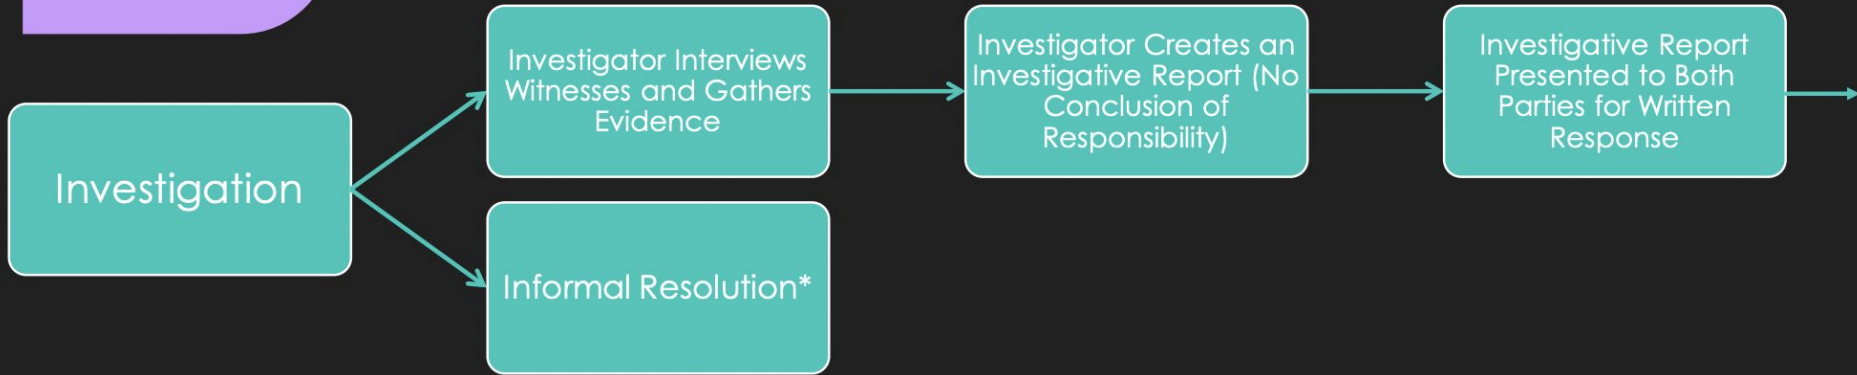 Investigation
Investigator Interviews
Witnesses and Gathers
Evidence
Informal Resolution*
Investigator Creates an
Investigative Report (No
Conclusion of
Responsibility)
Investigative Report
Presented to Both
Parties for Written
Response